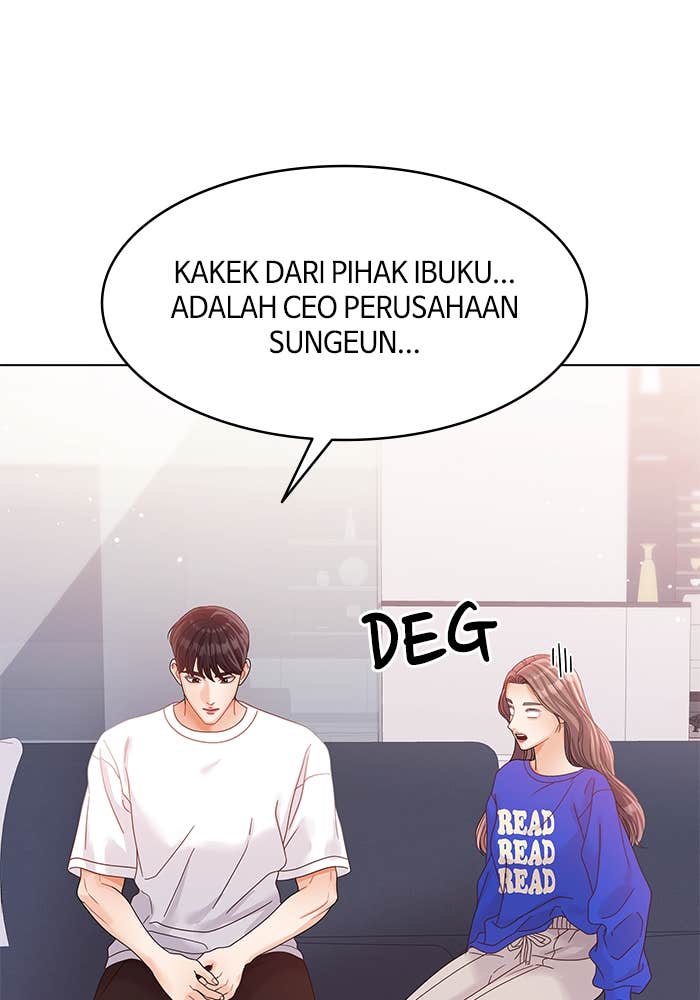 KAKEK DARI PIHAK IBUKU...
ADALAH CEO PERUSAHAAN
SUNGEUN...
DEG
READ
READ
READ